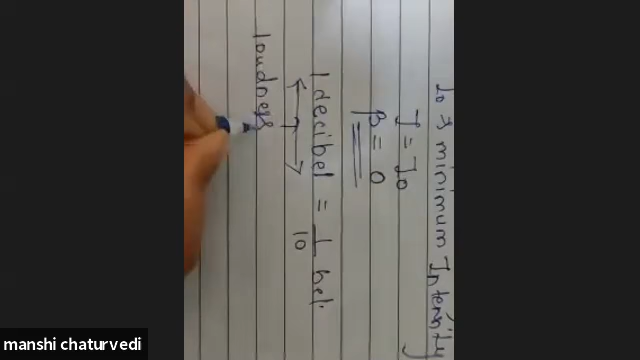 I₀ → minimum Intensity
I = I₀
β = 0
1 decibel = 1/10 bel.
loudness
manshi chaturvedi